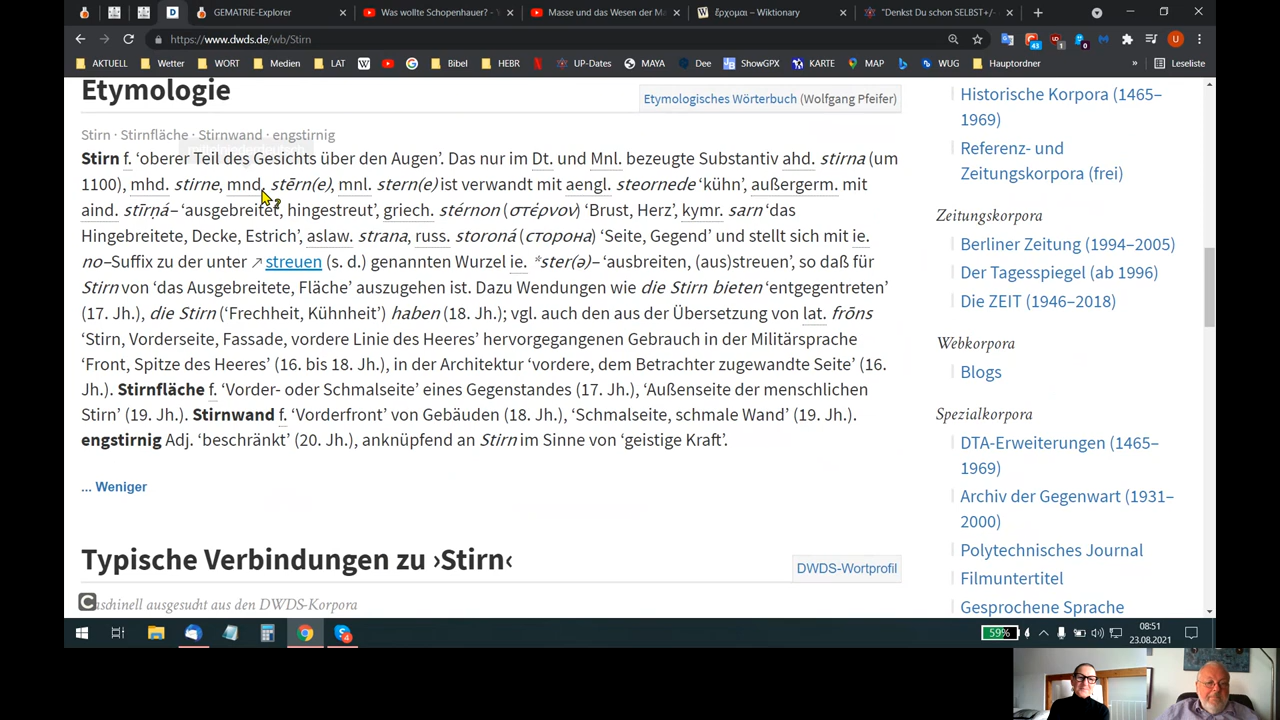 GEMATRIE-Explorer
Was wollte Schopenhauer? - Y
Masse und das Wesen der Ma
ἔρχομαι – Wiktionary
"Denkst Du schon SELBST+/-
https://www.dwds.de/wb/Stirn
AKTUELL Wetter WORT Medien LAT Bibel HEBR UP-Dates ShowGPX MAYA Dee KARTE MAP WUG Hauptordner » Leseliste
Etymologie
Etymologisches Wörterbuch (Wolfgang Pfeifer)
Stirn · Stirnfläche · Stirnwand · engstirnig
Stirn f. ‘oberer Teil des Gesichts über den Augen’. Das nur im Dt. und Mnl. bezeugte Substantiv ahd. stirna (um
1100), mhd. stirne, mnd. stērn(e), mnl. stern(e) ist verwandt mit aengl. steornede ‘kühn’, außergerm. mit
aind. stīrṇá– ‘ausgebreitet, hingestreut’, griech. stérnon (στέρνον) ‘Brust, Herz’, kymr. sarn ‘das
Hingebreitete, Decke, Estrich’, aslaw. strana, russ. storoná (сторона) ‘Seite, Gegend’ und stellt sich mit ie.
no–Suffix zu der unter ↗ streuen (s. d.) genannten Wurzel ie. *ster(ə)– ‘ausbreiten, (aus)streuen’, so daß für
Stirn von ‘das Ausgebreitete, Fläche’ auszugehen ist. Dazu Wendungen wie die Stirn bieten ‘entgegentreten’
(17. Jh.), die Stirn (‘Frechheit, Kühnheit’) haben (18. Jh.); vgl. auch den aus der Übersetzung von lat. frōns
‘Stirn, Vorderseite, Fassade, vordere Linie des Heeres’ hervorgegangenen Gebrauch in der Militärsprache
‘Front, Spitze des Heeres’ (16. bis 18. Jh.), in der Architektur ‘vordere, dem Betrachter zugewandte Seite’ (16.
Jh.). Stirnfläche f. ‘Vorder- oder Schmalseite’ eines Gegenstandes (17. Jh.), ‘Außenseite der menschlichen
Stirn’ (19. Jh.). Stirnwand f. ‘Vorderfront’ von Gebäuden (18. Jh.), ‘Schmalseite, schmale Wand’ (19. Jh.).
engstirnig Adj. ‘beschränkt’ (20. Jh.), anknüpfend an Stirn im Sinne von ‘geistige Kraft’.
... Weniger
Typische Verbindungen zu ›Stirn‹
DWDS-Wortprofil
aschinell ausgesucht aus den DWDS-Korpora
Historische Korpora (1465–
1969)
Referenz- und
Zeitungskorpora (frei)
Zeitungskorpora
Berliner Zeitung (1994–2005)
Der Tagesspiegel (ab 1996)
Die ZEIT (1946–2018)
Webkorpora
Blogs
Spezialkorpora
DTA-Erweiterungen (1465–
1969)
Archiv der Gegenwart (1931–
2000)
Polytechnisches Journal
Filmuntertitel
Gesprochene Sprache
59%
08:51
23.08.2021